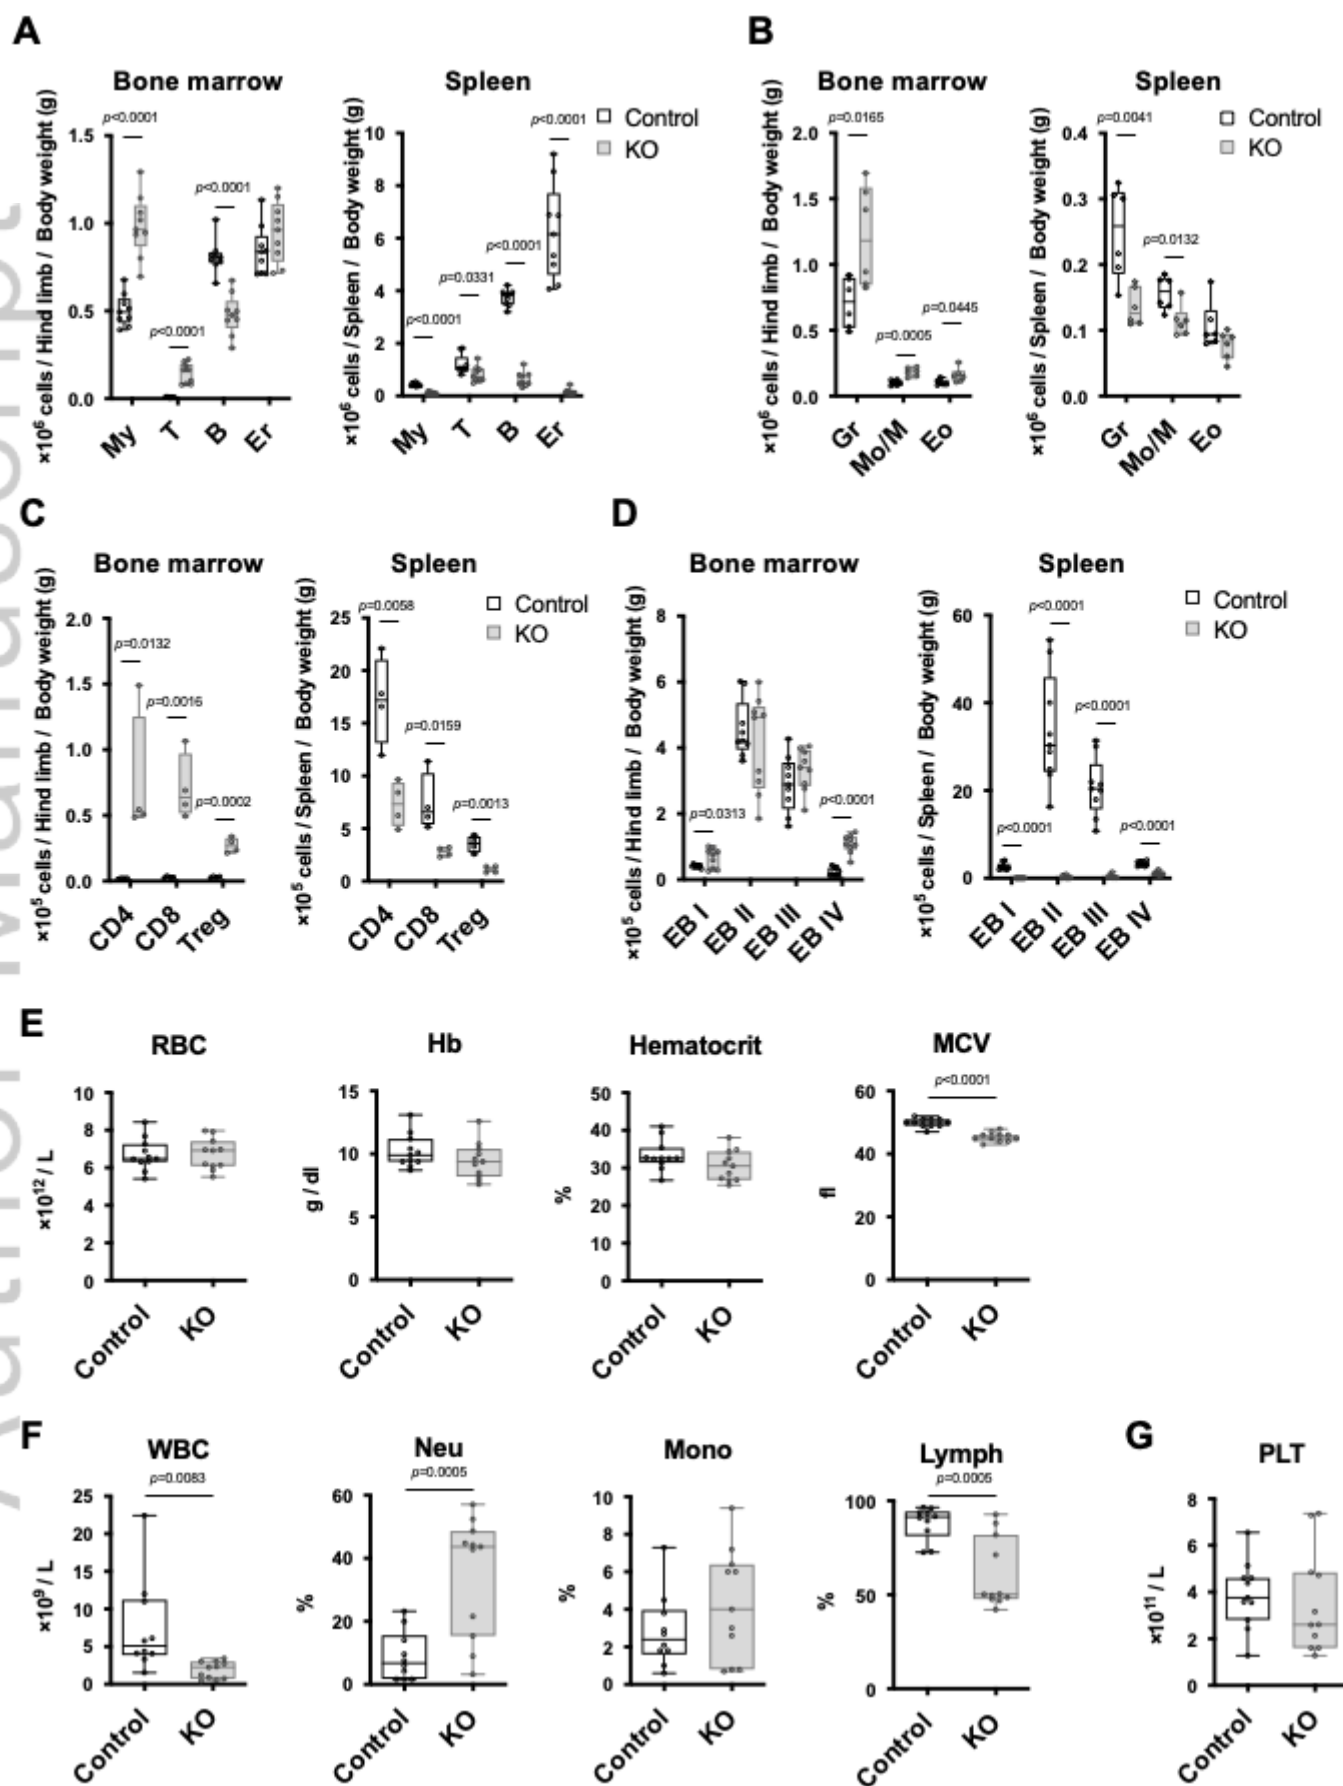 A
Bone marrow
×10⁶ cells / Hind limb / Body weight (g)
p<0.0001
p<0.0001
p<0.0001
1.5
1.0
0.5
0.0
My
T
B
Er
Spleen
×10⁶ cells / Spleen / Body weight (g)
p<0.0001
p<0.0001
p=0.0331
p<0.0001
10
8
6
4
2
0
My
T
B
Er
Control
KO
B
Bone marrow
×10⁶ cells / Hind limb / Body weight (g)
p=0.0165
p=0.0005
p=0.0445
2.0
1.5
1.0
0.5
0.0
Gr
Mo/M
Eo
Spleen
×10⁶ cells / Spleen / Body weight (g)
p=0.0041
p=0.0132
0.4
0.3
0.2
0.1
0.0
Gr
Mo/M
Eo
Control
KO
C
Bone marrow
×10⁵ cells / Hind limb / Body weight (g)
p=0.0132
p=0.0016
p=0.0002
2.0
1.5
1.0
0.5
0.0
CD4
CD8
Treg
Spleen
×10⁵ cells / Spleen / Body weight (g)
p=0.0058
p=0.0159
p=0.0013
25
20
15
10
5
0
CD4
CD8
Treg
Control
KO
D
Bone marrow
×10⁵ cells / Hind limb / Body weight (g)
p=0.0313
p<0.0001
8
6
4
2
0
EB I
EB II
EB III
EB IV
Spleen
×10⁵ cells / Spleen / Body weight (g)
p<0.0001
p<0.0001
p<0.0001
p<0.0001
60
40
20
0
EB I
EB II
EB III
EB IV
Control
KO
E
RBC
×10¹² / L
10
8
6
4
2
0
Control
KO
Hb
g / dl
15
10
5
0
Control
KO
Hematocrit
%
50
40
30
20
10
0
Control
KO
MCV
p<0.0001
fl
60
40
20
0
Control
KO
F
WBC
p=0.0083
×10⁹ / L
25
20
15
10
5
0
Control
KO
Neu
p=0.0005
%
60
40
20
0
Control
KO
Mono
%
10
8
6
4
2
0
Control
KO
Lymph
p=0.0005
%
100
50
0
Control
KO
G
PLT
×10¹¹ / L
8
6
4
2
0
Control
KO